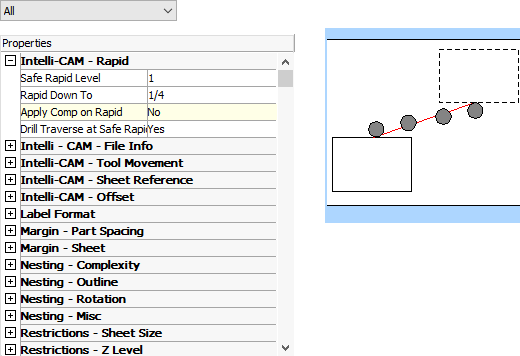 All
Properties
Intelli-CAM - Rapid
Safe Rapid Level 1
Rapid Down To 1/4
Apply Comp on Rapid No
Drill Traverse at Safe Rapi Yes
Intelli - CAM - File Info
Intelli-CAM - Tool Movement
Intelli-CAM - Sheet Reference
Intelli-CAM - Offset
Label Format
Margin - Part Spacing
Margin - Sheet
Nesting - Complexity
Nesting - Outline
Nesting - Rotation
Nesting - Misc
Restrictions - Sheet Size
Restrictions - Z Level